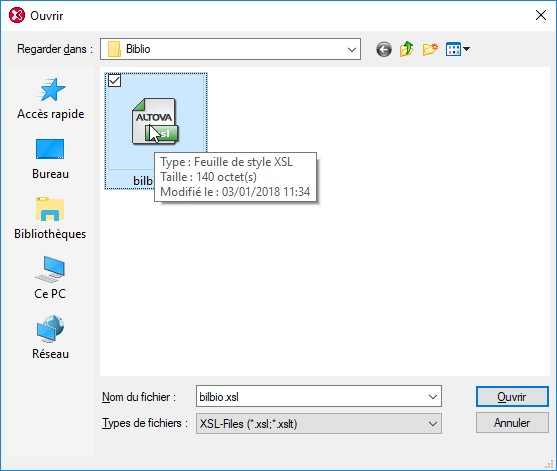 Ouvrir
Regarder dans :
Biblio
Accès rapide
Bureau
Bibliothèques
Ce PC
Réseau
ALTOVA
xsl
bilb
Type : Feuille de style XSL
Taille : 140 octet(s)
Modifié le : 03/01/2018 11:34
Nom du fichier :
bilbio.xsl
Ouvrir
Types de fichiers :
XSL-Files (*.xsl;*.xslt)
Annuler